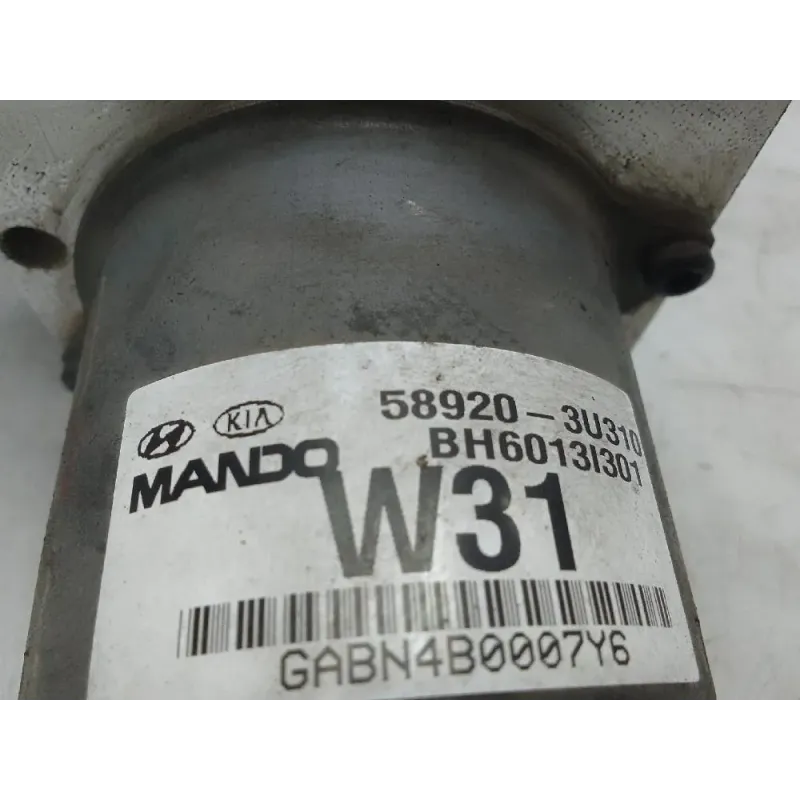 KIA
58920-3U310
MANDO
BH6013I301
W31
GABN4B0007Y6